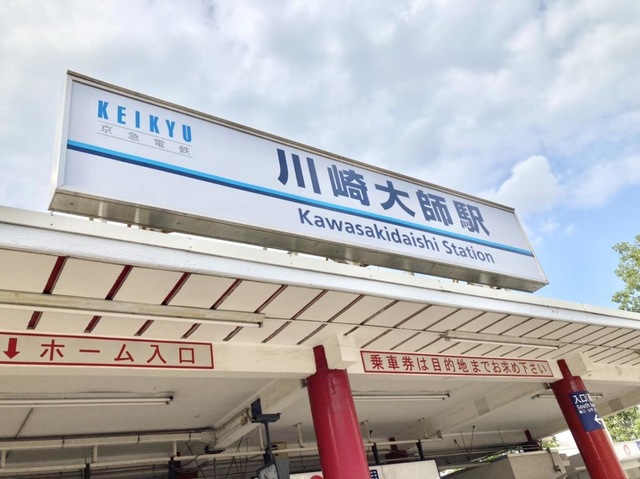 KEIKYU
京急電鉄
川崎大師駅
Kawasakidaishi Station
↓ホーム入口
乗車券は目的地までお求め下さい
入口